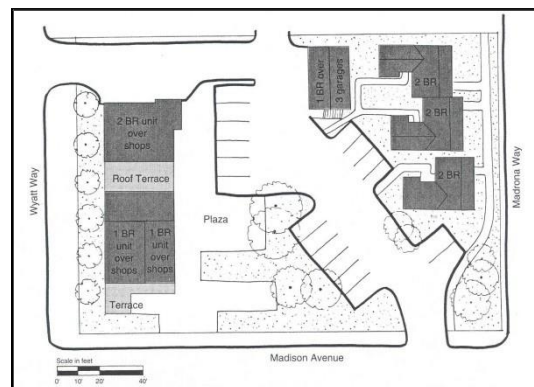 1 BR over
3 garages
2 BR
2 BR
2 BR
2 BR unit
over
shops
Roof Terrace
Wyatt Way
Plaza
Madrona Way
1 BR
unit
over
shops
1 BR
unit
over
shops
Terrace
Madison Avenue
Scale in feet
0' 10' 20' 40'